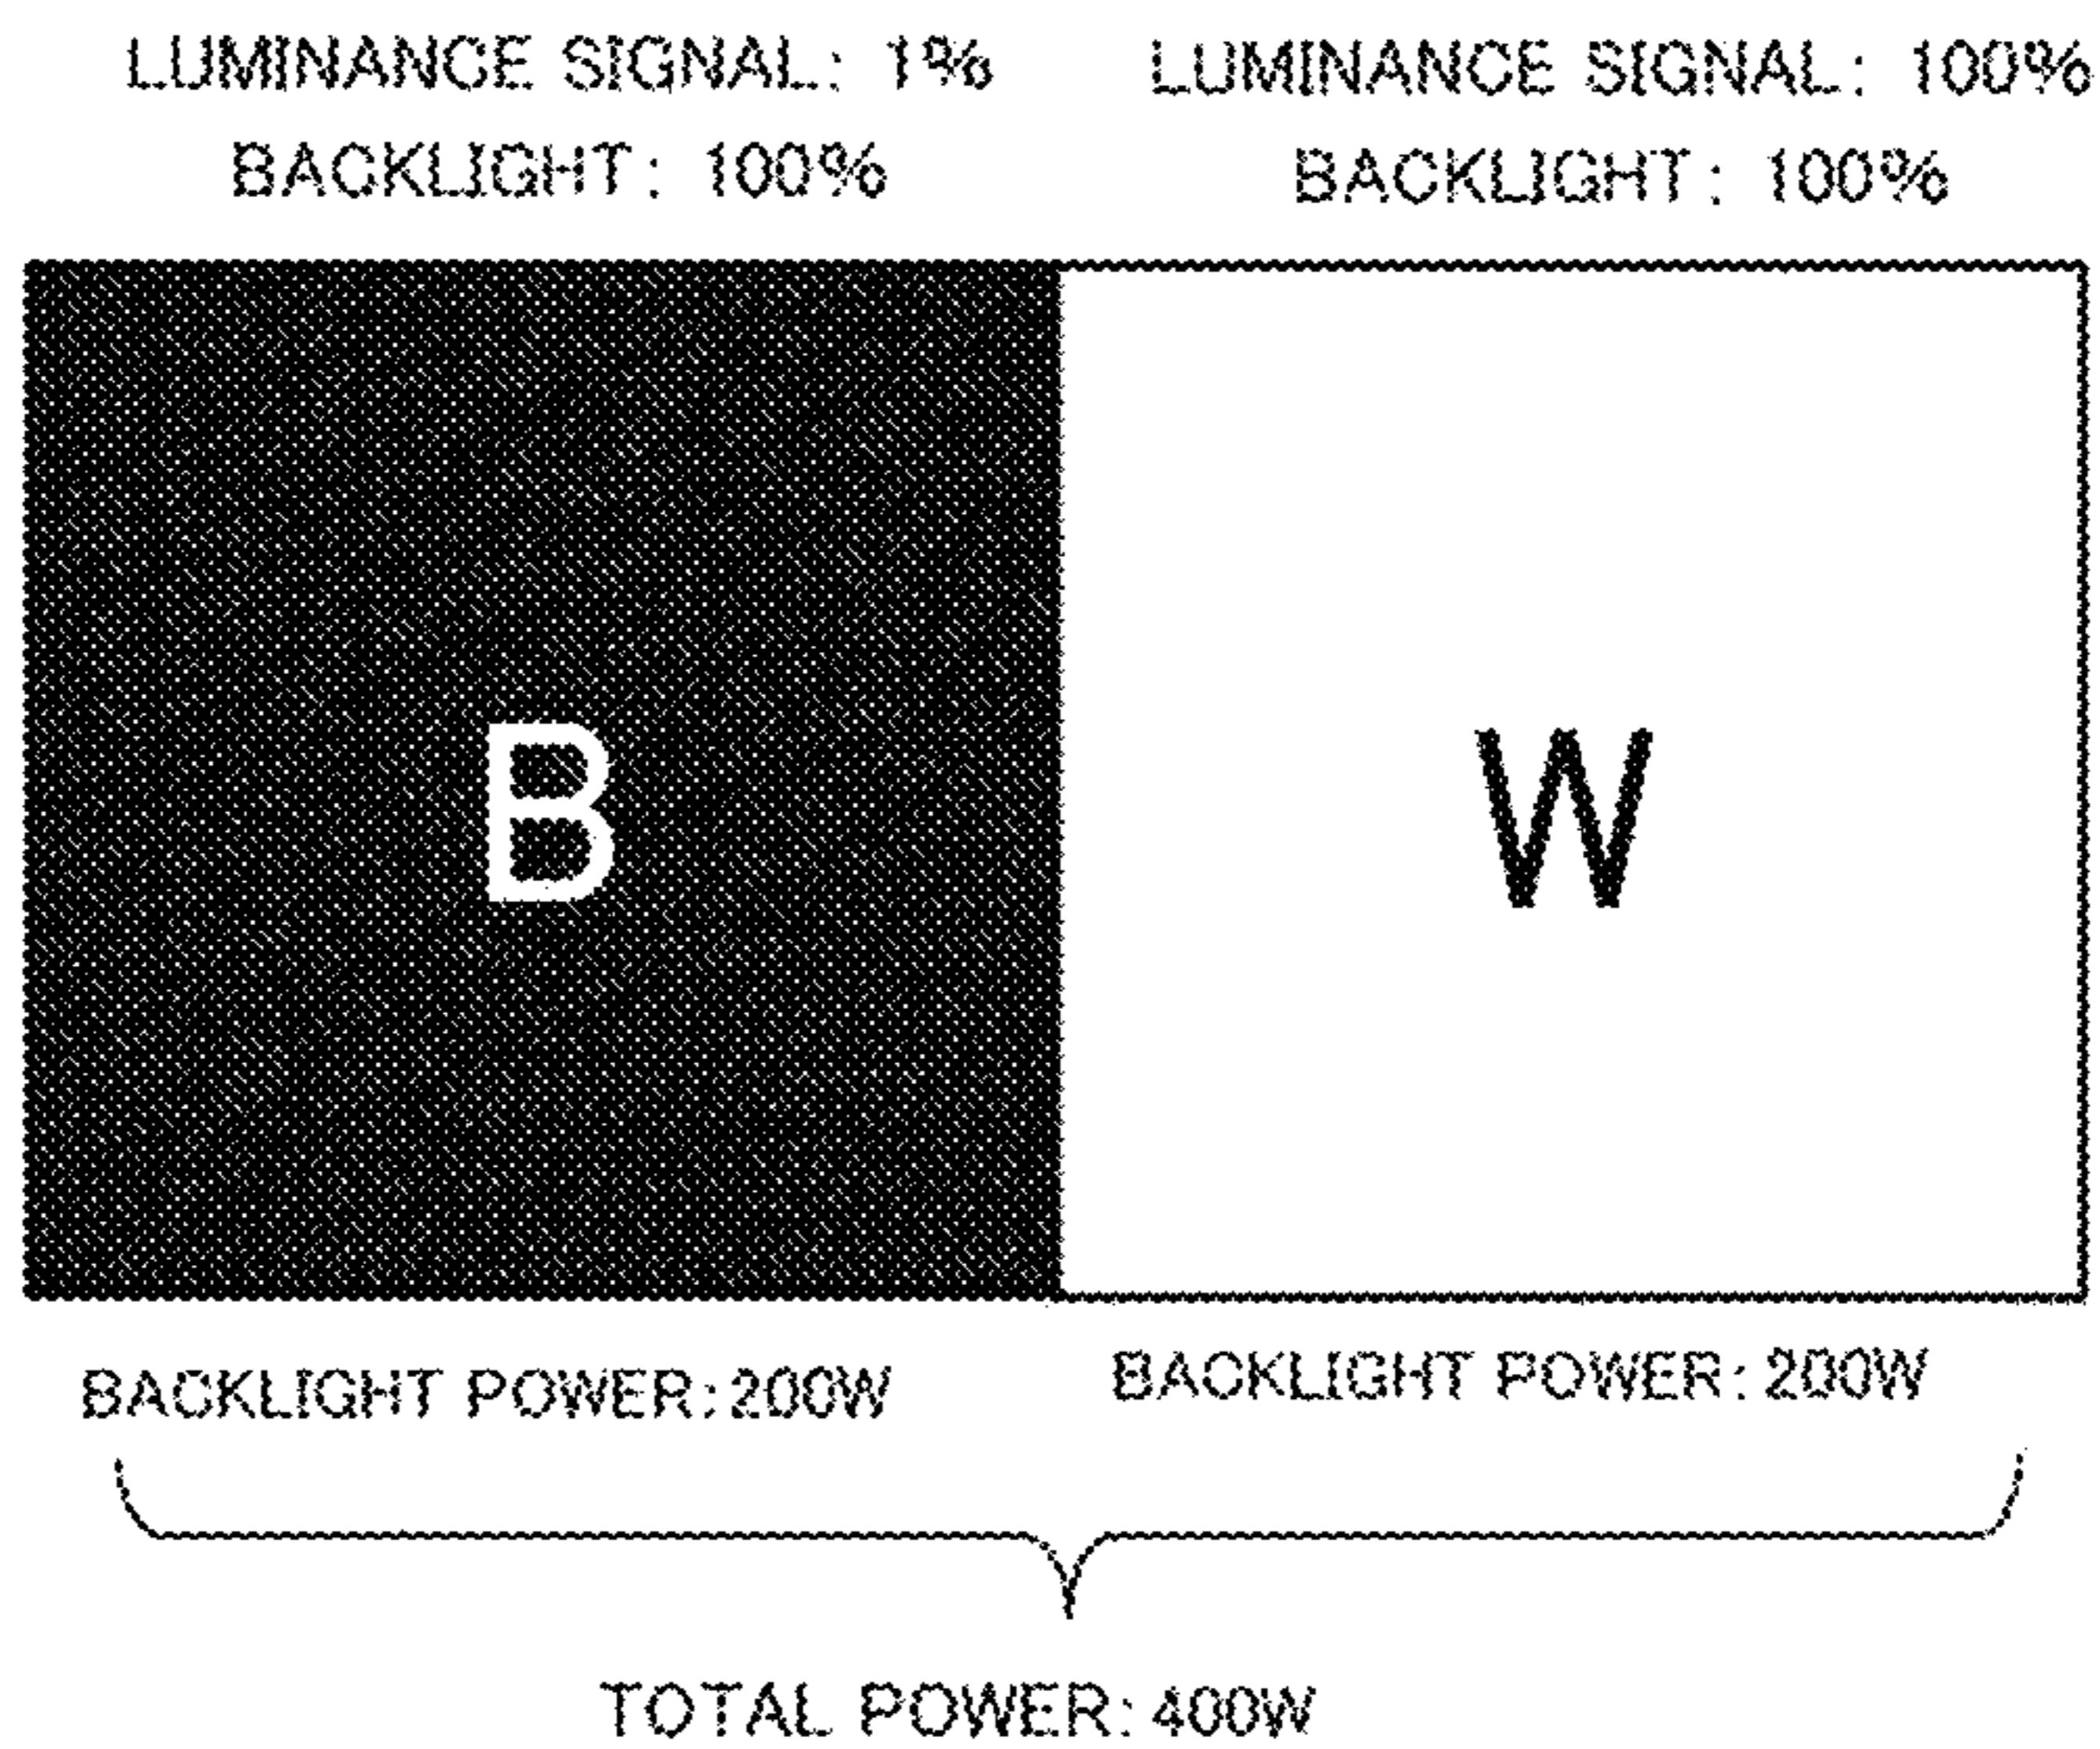 LUMINANCE SIGNAL: 1% LUMINANCE SIGNAL: 100%
BACKLIGHT: 100% BACKLIGHT: 100%
B W
BACKLIGHT POWER:200W BACKLIGHT POWER:200W
TOTAL POWER:400W